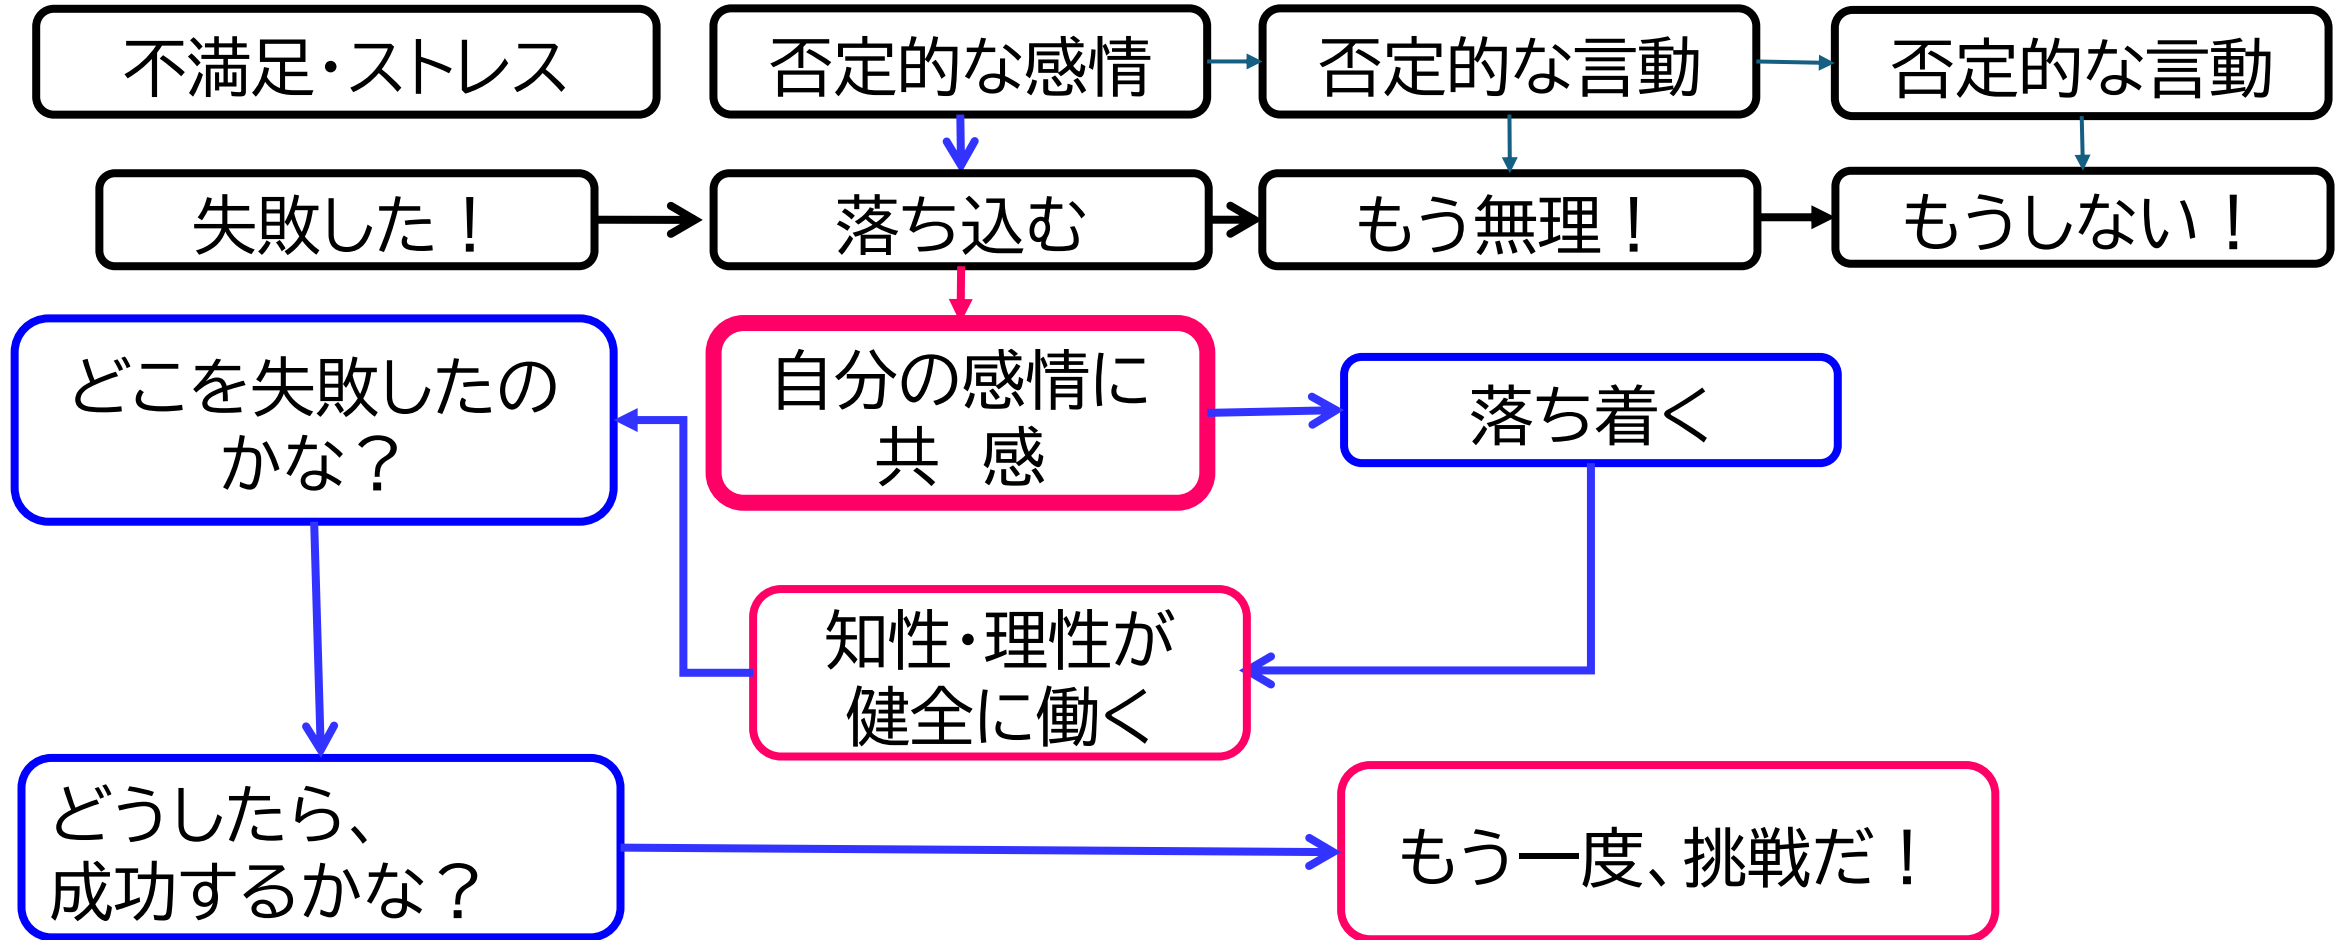 不満足・ストレス
否定的な感情
否定的な言動
否定的な言動
失敗した！
落ち込む
もう無理！
もうしない！
どこを失敗したの
かな？
自分の感情に
共　感
落ち着く
知性・理性が
健全に働く
どうしたら、
成功するかな？
もう一度、挑戦だ！